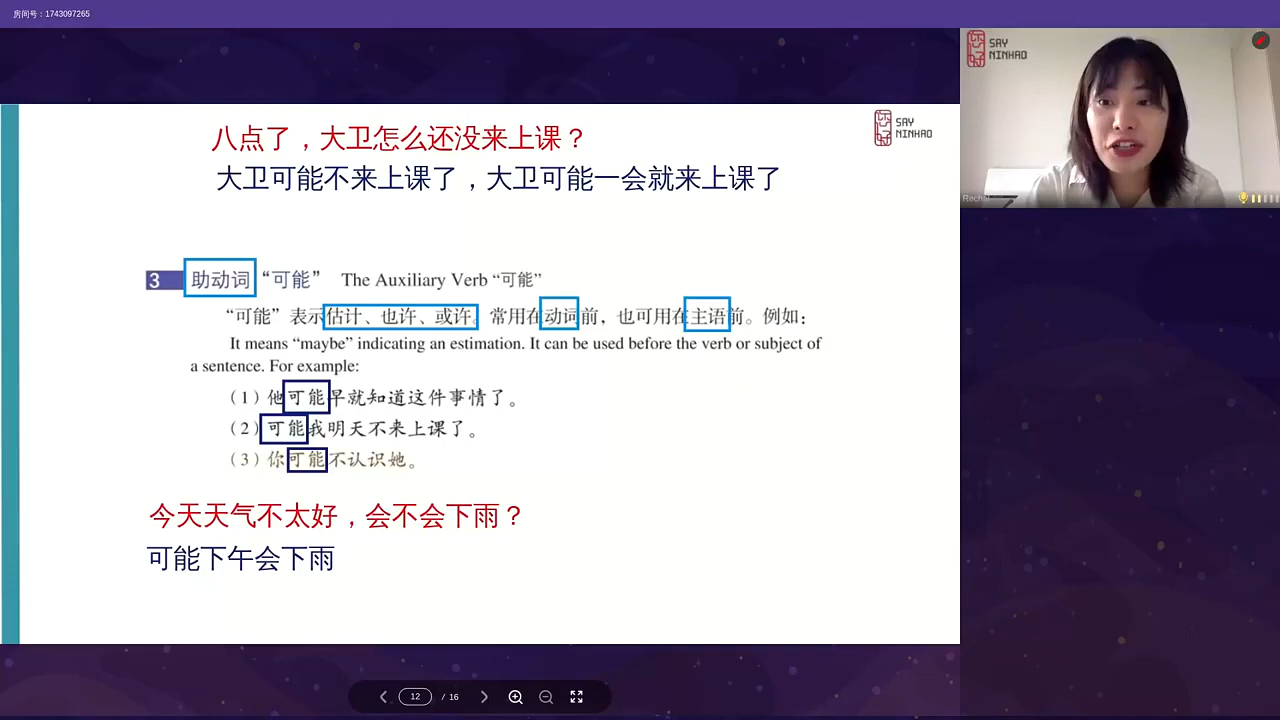 房间号：1743097265
SAY
NINHAO
八点了，大卫怎么还没来上课？
大卫可能不来上课了，大卫可能一会就来上课了
SAY
NINHAO
3 助动词“可能” The Auxiliary Verb “可能”
“可能”表示估计、也许、或许。常用在动词前，也可用在主语前。例如：
It means “maybe” indicating an estimation. It can be used before the verb or subject of
a sentence. For example:
（1）他可能早就知道这件事情了。
（2）可能我明天不来上课了。
（3）你可能不认识她。
今天天气不太好，会不会下雨？
可能下午会下雨
12 / 16